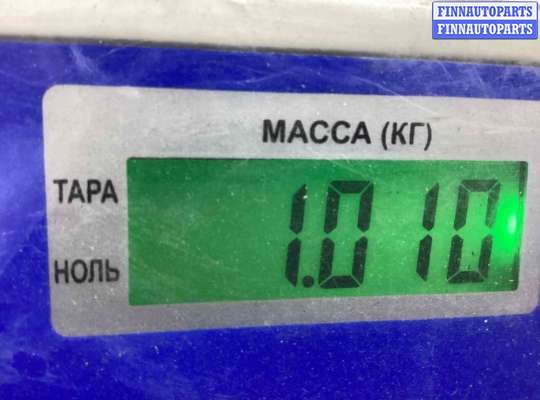 FINNAUTOPARTS
FINNAUTOPARTS
МАССА (КГ)
ТАРА
1.010
НОЛЬ